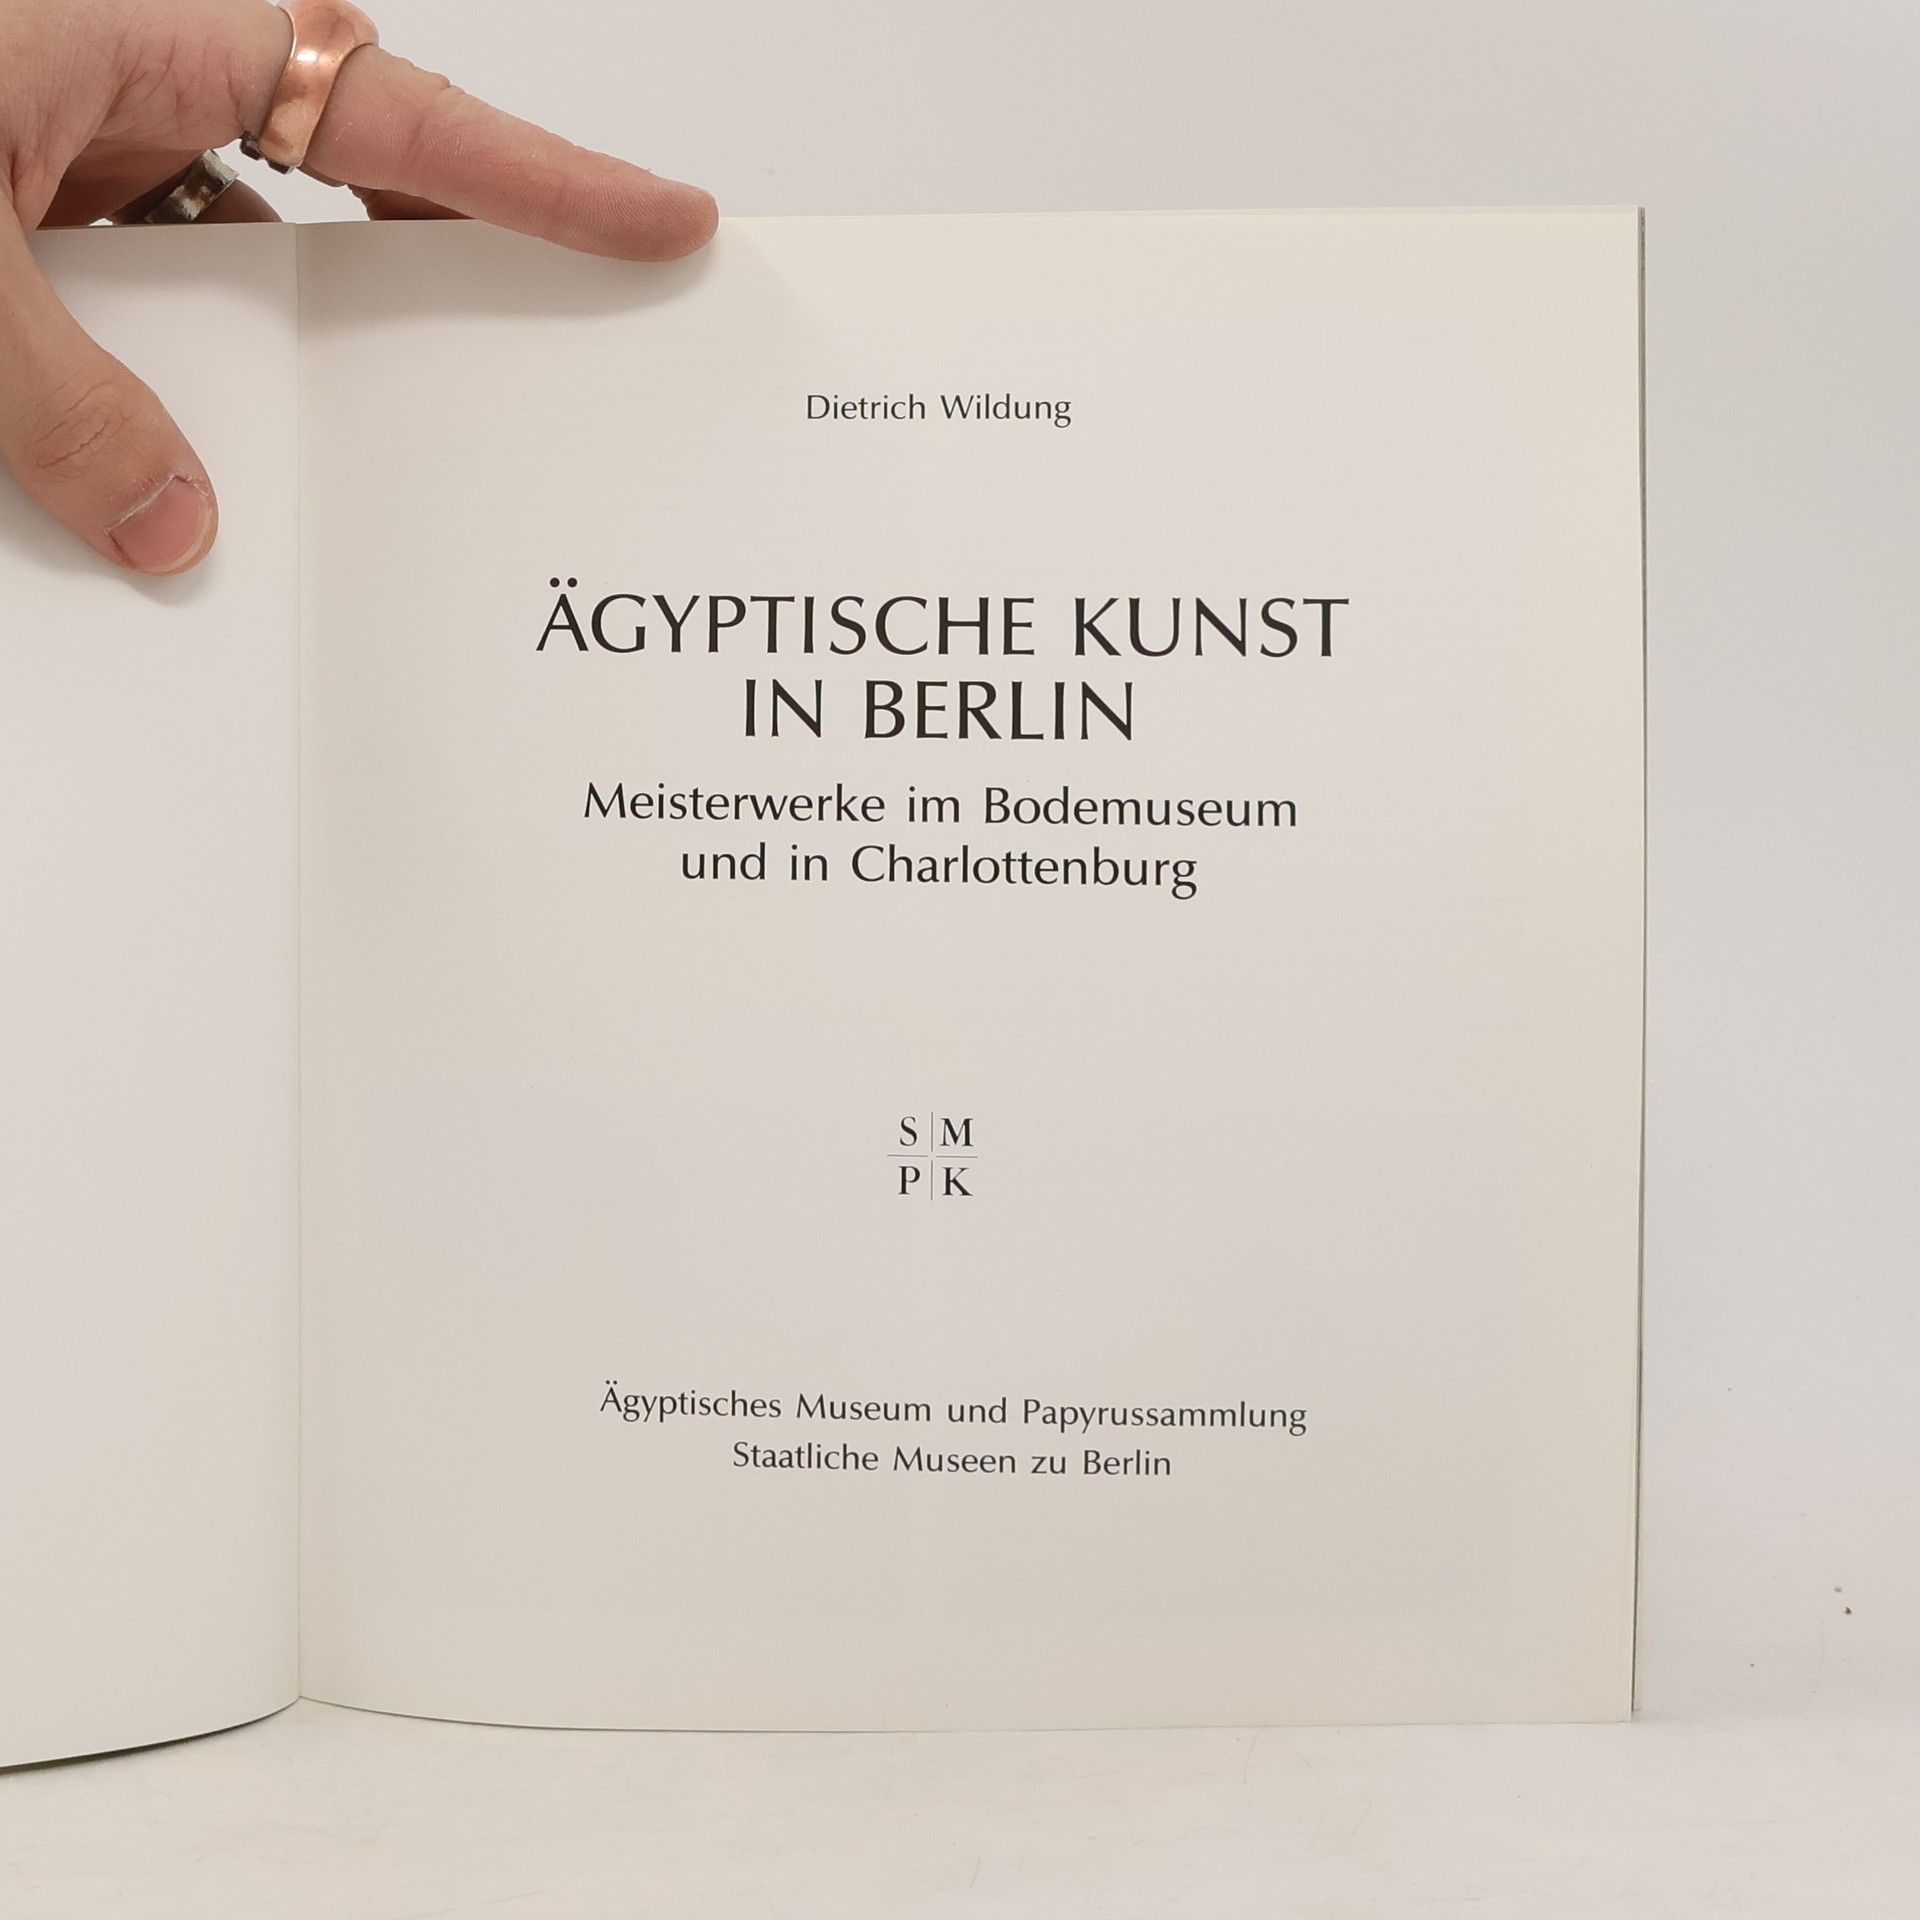 Dietrich Wildung
ÄGYPTISCHE KUNST
IN BERLIN
Meisterwerke im Bodemuseum
und in Charlottenburg
S M
P K
Ägyptisches Museum und Papyrussammlung
Staatliche Museen zu Berlin